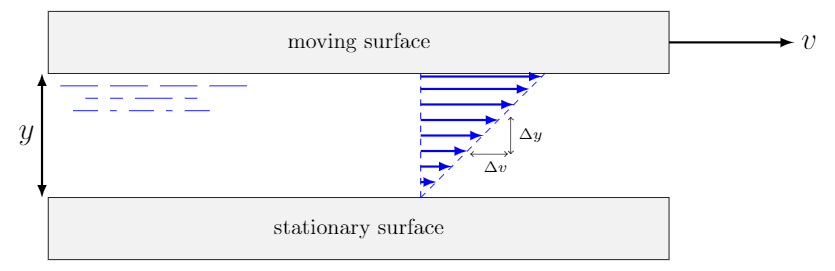 moving surface
v
y
Δy
Δv
stationary surface